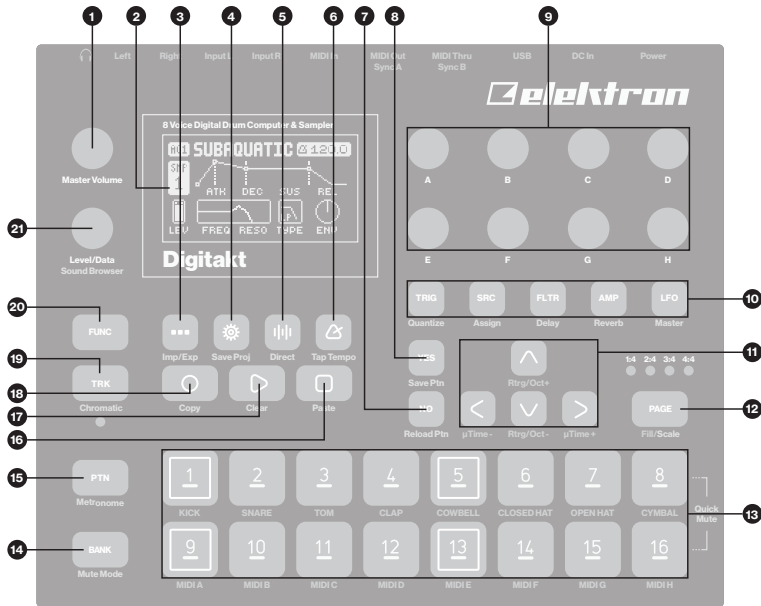 1 2 3 4 5 6 9
Left Right Input L Input R MIDI In MIDI Out Sync A MIDI Thru Sync B USB DC In Power
elektron
8 Voice Digital Drum Computer & Sampler
A01 SUBAQUATIC 120.0
SMP
1
ATK DEC SUS REL
LEV FREQ RESO TYPE ENV
LP
Digitakt
Master Volume
21
Level/Data
Sound Browser
A B C D
E F G H
TRIG SRC FLTR AMP LFO 10
Quantize Assign Delay Reverb Master
20
FUNC
Imp/Exp Save Proj Direct Tap Tempo
8
YES
Save Ptn
Rtrg/Oct+
11
1:4 2:4 3:4 4:4
19
TRK
Chromatic
18
17
16
Copy Clear Paste
7
NO
Reload Ptn
µTime- Rtrg/Oct- µTime+
PAGE
Fill/Scale
12
15
PTN
Metronome
1 2 3 4 5 6 7 8
KICK SNARE TOM CLAP COWBELL CLOSED HAT OPEN HAT CYMBAL
Quick
Mute
13
14
BANK
Mute Mode
9 10 11 12 13 14 15 16
MIDI A MIDI B MIDI C MIDI D MIDI E MIDI F MIDI G MIDI H